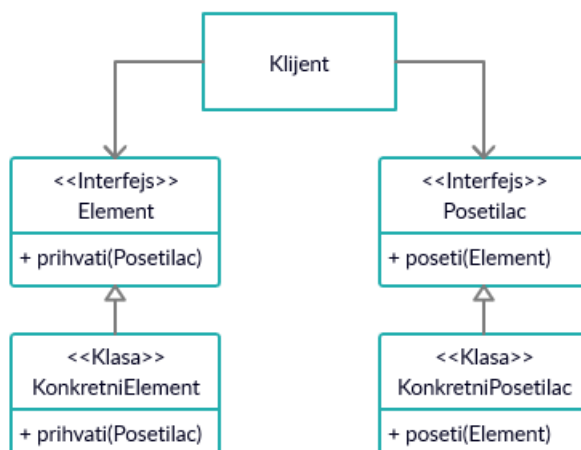 Klijent
<<Interfejs>>
Element
+ prihvati(Posetilac)
<<Interfejs>>
Posetilac
+ poseti(Element)
<<Klasa>>
KonkretniElement
+ prihvati(Posetilac)
<<Klasa>>
KonkretniPosetilac
+ poseti(Element)